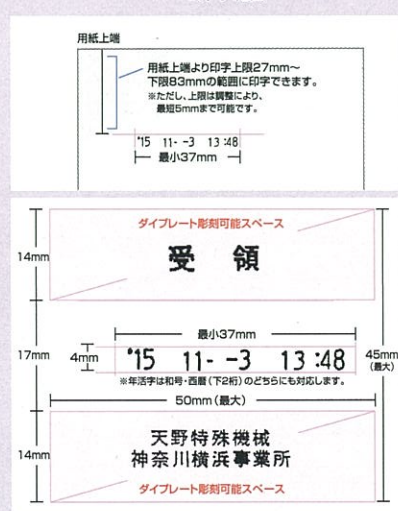 用紙上端
用紙上端より印字上限27mm～
下限83mmの範囲に印字できます。
※ただし、上限は調整により、
最短5mmまで可能です。
'15 11- -3 13:48
最小37mm
ダイプレート彫刻可能スペース
14mm
受 領
最小37mm
17mm
4mm
'15 11- -3 13:48
45mm
(最大)
※年活字は和号・西暦(下2桁)のどちらにも対応します。
50mm(最大)
14mm
天野特殊機械
神奈川横浜事業所
ダイプレート彫刻可能スペース